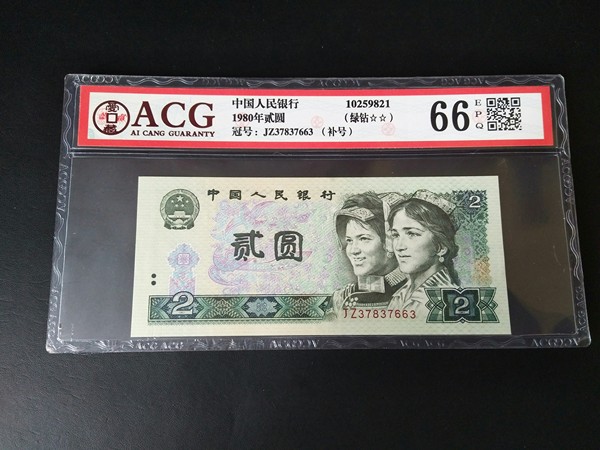 ACG
AI CANG GUARANTY
中国人民银行 10259821
1980年贰圆 (绿钻☆☆)
冠号: JZ37837663 (补号)
66 EPQ
中国人民银行
贰圆
2
2
JZ37837663
2